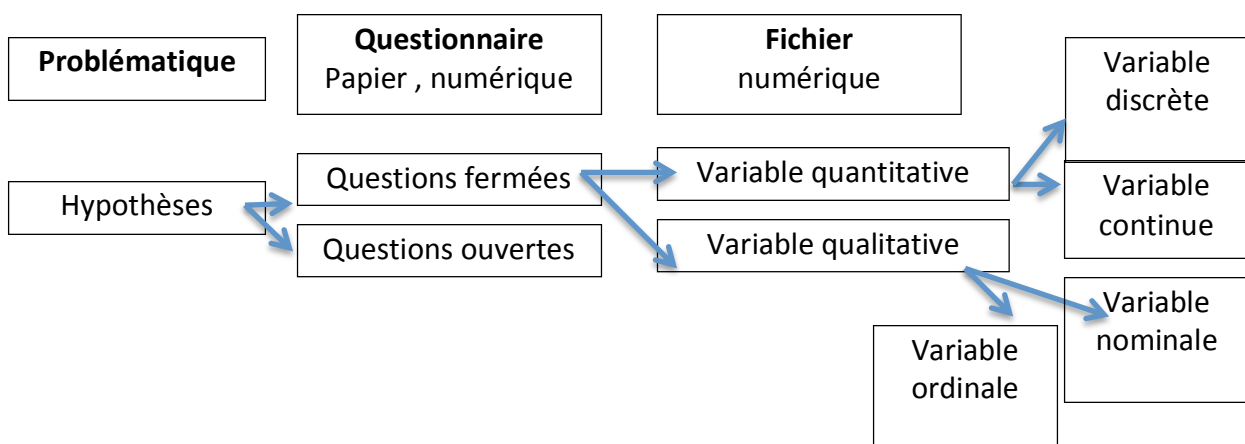 Problématique
Questionnaire
Papier , numérique
Fichier
numérique
Variable
discrète
Hypothèses
Questions fermées
Questions ouvertes
Variable quantitative
Variable qualitative
Variable
continue
Variable
ordinale
Variable
nominale